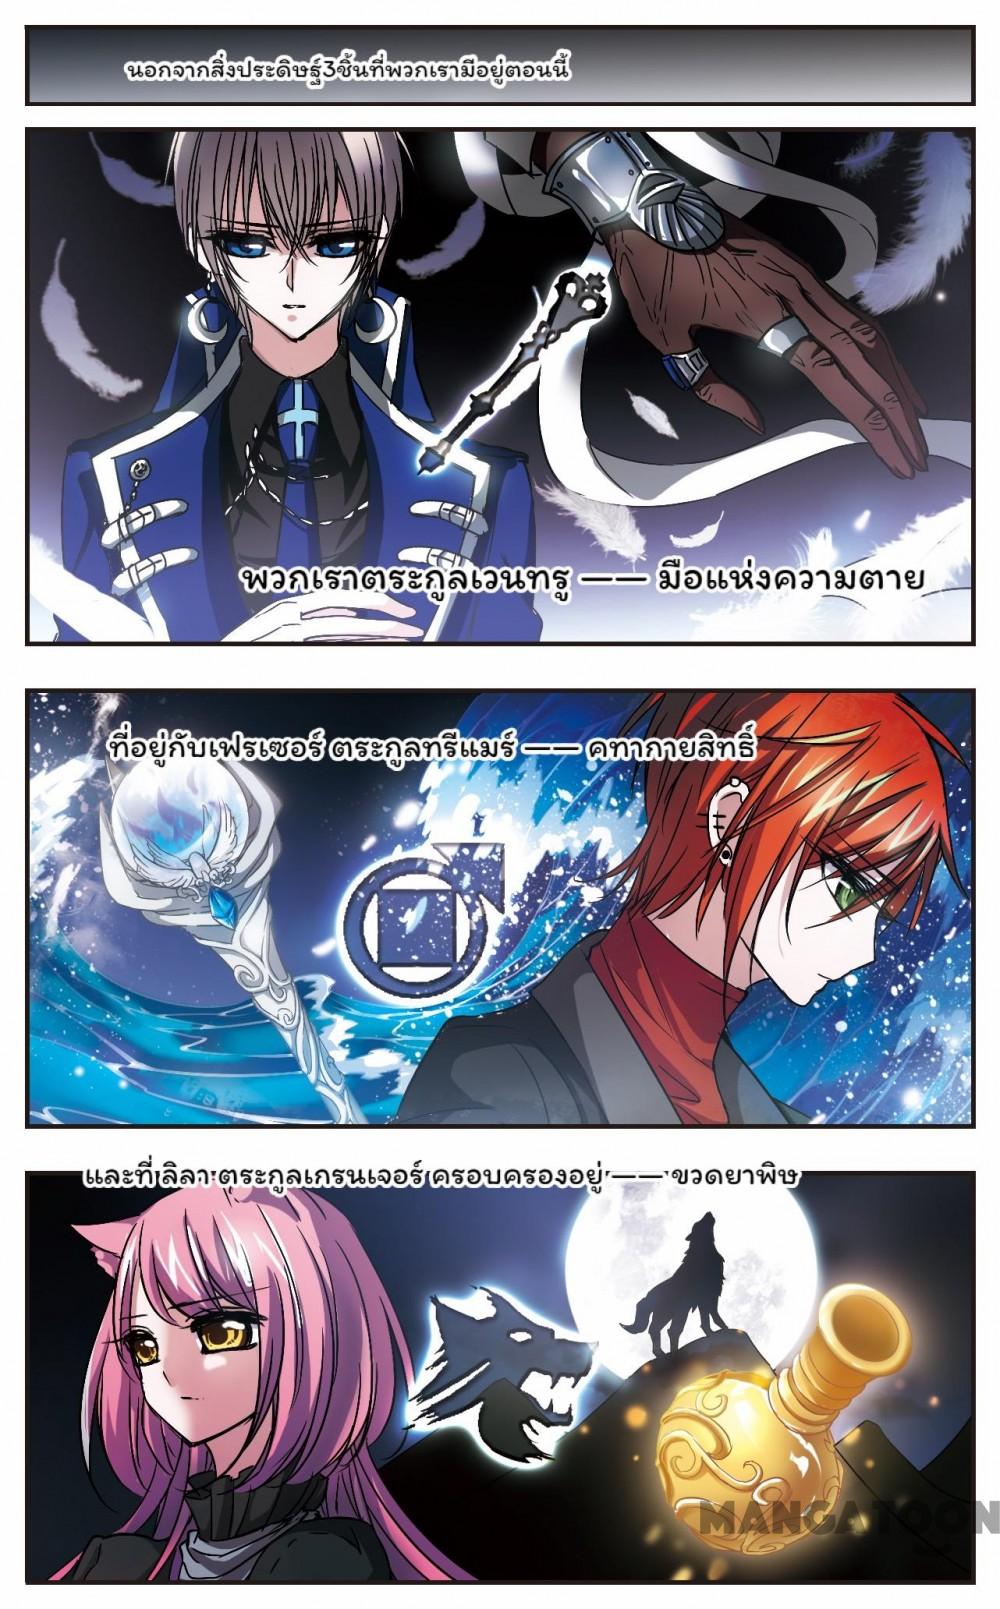 นอกจากสิ่งประดิษฐ์3ชิ้นที่พวกเรามีอยู่ตอนนี้
พวกเราตระกูลเวนทรู —— มือแห่งความตาย
ที่อยู่กับเฟรเซอร์ ตระกูลทรีแมร์ —— คทากายสิทธิ์
และที่ ลิลา ตระกูลเกรนเจอร์ ครอบครองอยู่ —— ขวดยาพิษ
MANGATOON